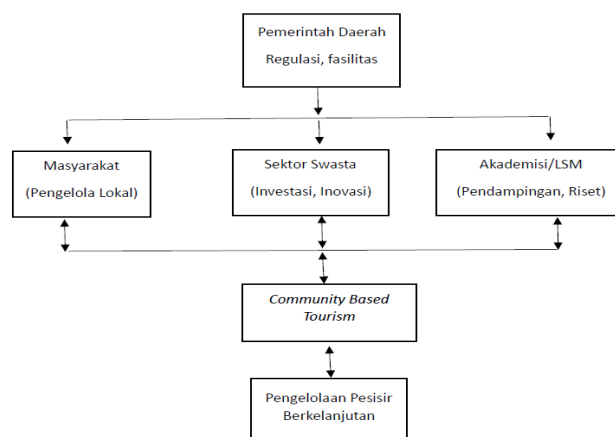 Pemerintah Daerah
Regulasi, fasilitas
Masyarakat
(Pengelola Lokal)
Sektor Swasta
(Investasi, Inovasi)
Akademisi/LSM
(Pendampingan, Riset)
Community Based
Tourism
Pengelolaan Pesisir
Berkelanjutan